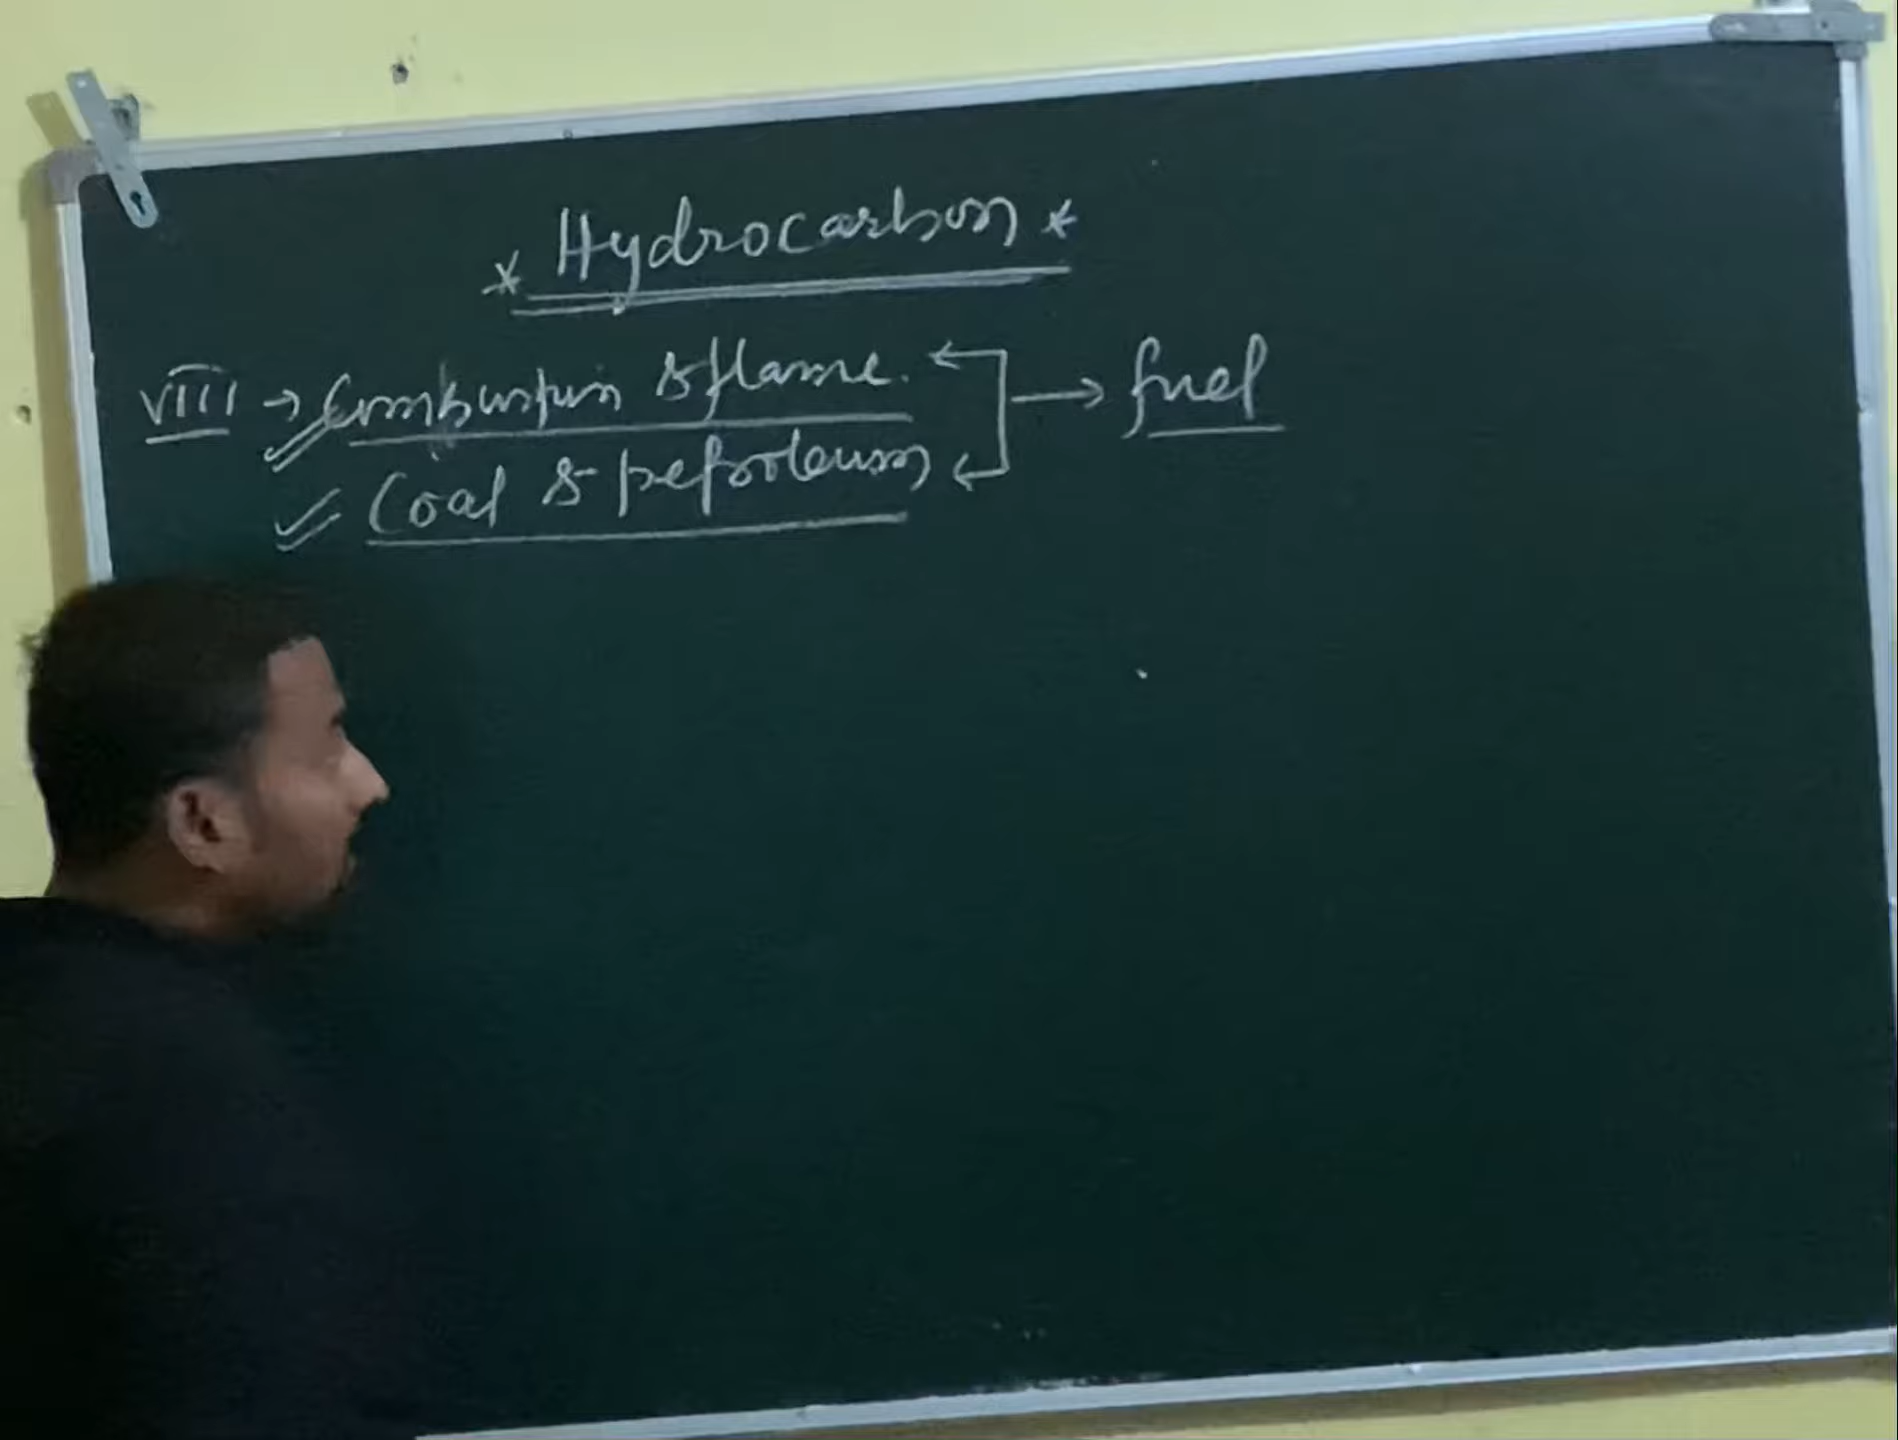 * Hydrocarbon *
VIII → Combustion & flame. → fuel
Coal & petroleum